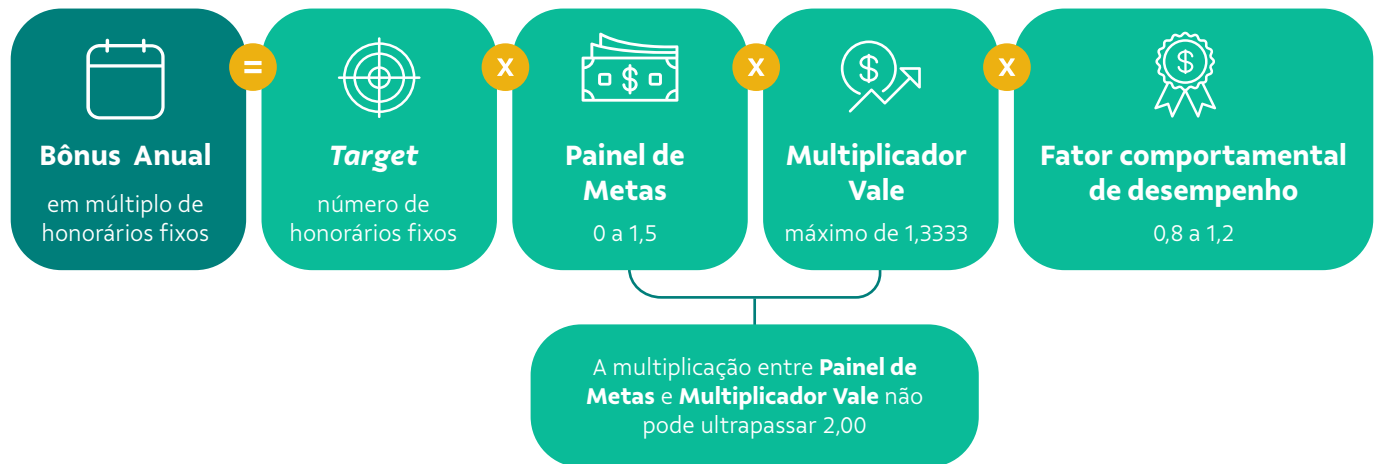 Bônus Anual
em múltiplo de
honorários fixos
=
Target
número de
honorários fixos
X
$
Painel de
Metas
0 a 1,5
X
$
Multiplicador
Vale
máximo de 1,3333
X
$
Fator comportamental
de desempenho
0,8 a 1,2
A multiplicação entre Painel de
Metas e Multiplicador Vale não
pode ultrapassar 2,00